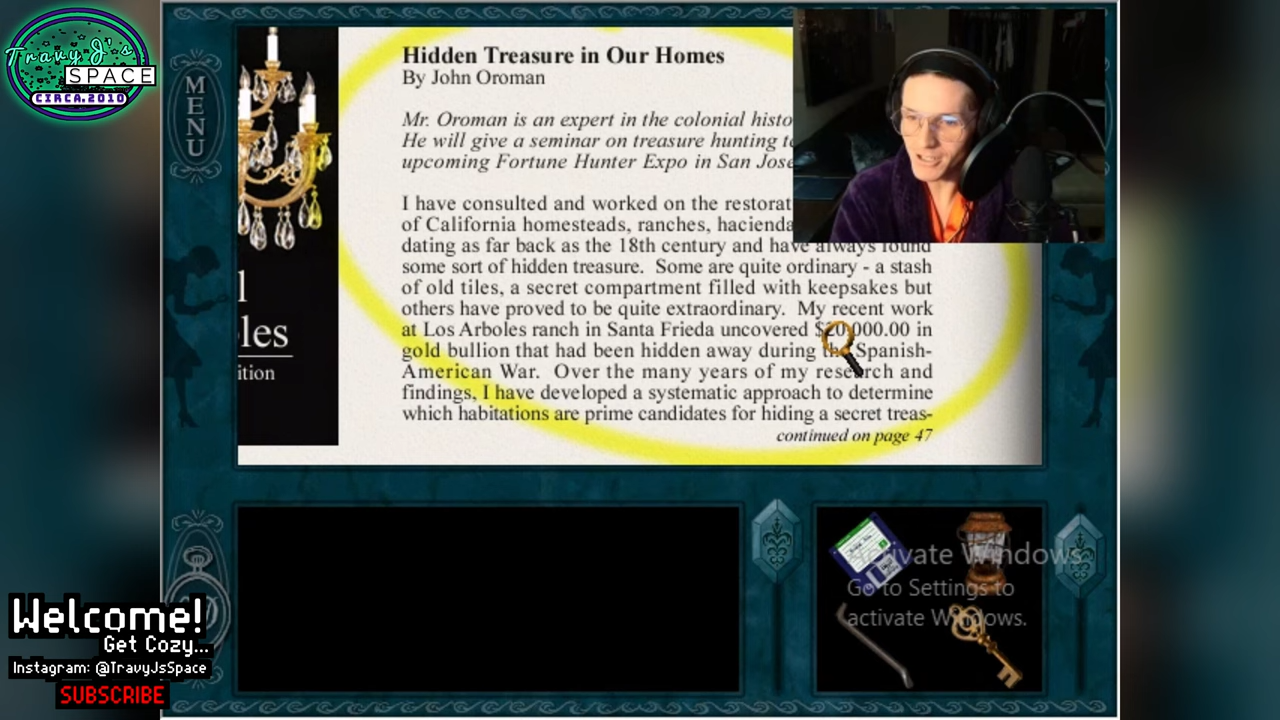 Travy J's
SPACE
CIRCA.2010
MENU
Hidden Treasure in Our Homes
By John Oroman
Mr. Oroman is an expert in the colonial histo
He will give a seminar on treasure hunting t
upcoming Fortune Hunter Expo in San Jose
I have consulted and worked on the restorat
of California homesteads, ranches, hacienda
dating as far back as the 18th century and have always found
some sort of hidden treasure. Some are quite ordinary - a stash
of old tiles, a secret compartment filled with keepsakes but
others have proved to be quite extraordinary. My recent work
at Los Arboles ranch in Santa Frieda uncovered $20,000.00 in
gold bullion that had been hidden away during the Spanish-
American War. Over the many years of my research and
findings, I have developed a systematic approach to determine
which habitations are prime candidates for hiding a secret treas-
continued on page 47
l
les
ition
Activate Windows
Go to Settings to
activate Windows.
Welcome!
Get Cozy...
Instagram: @TravyJsSpace
SUBSCRIBE